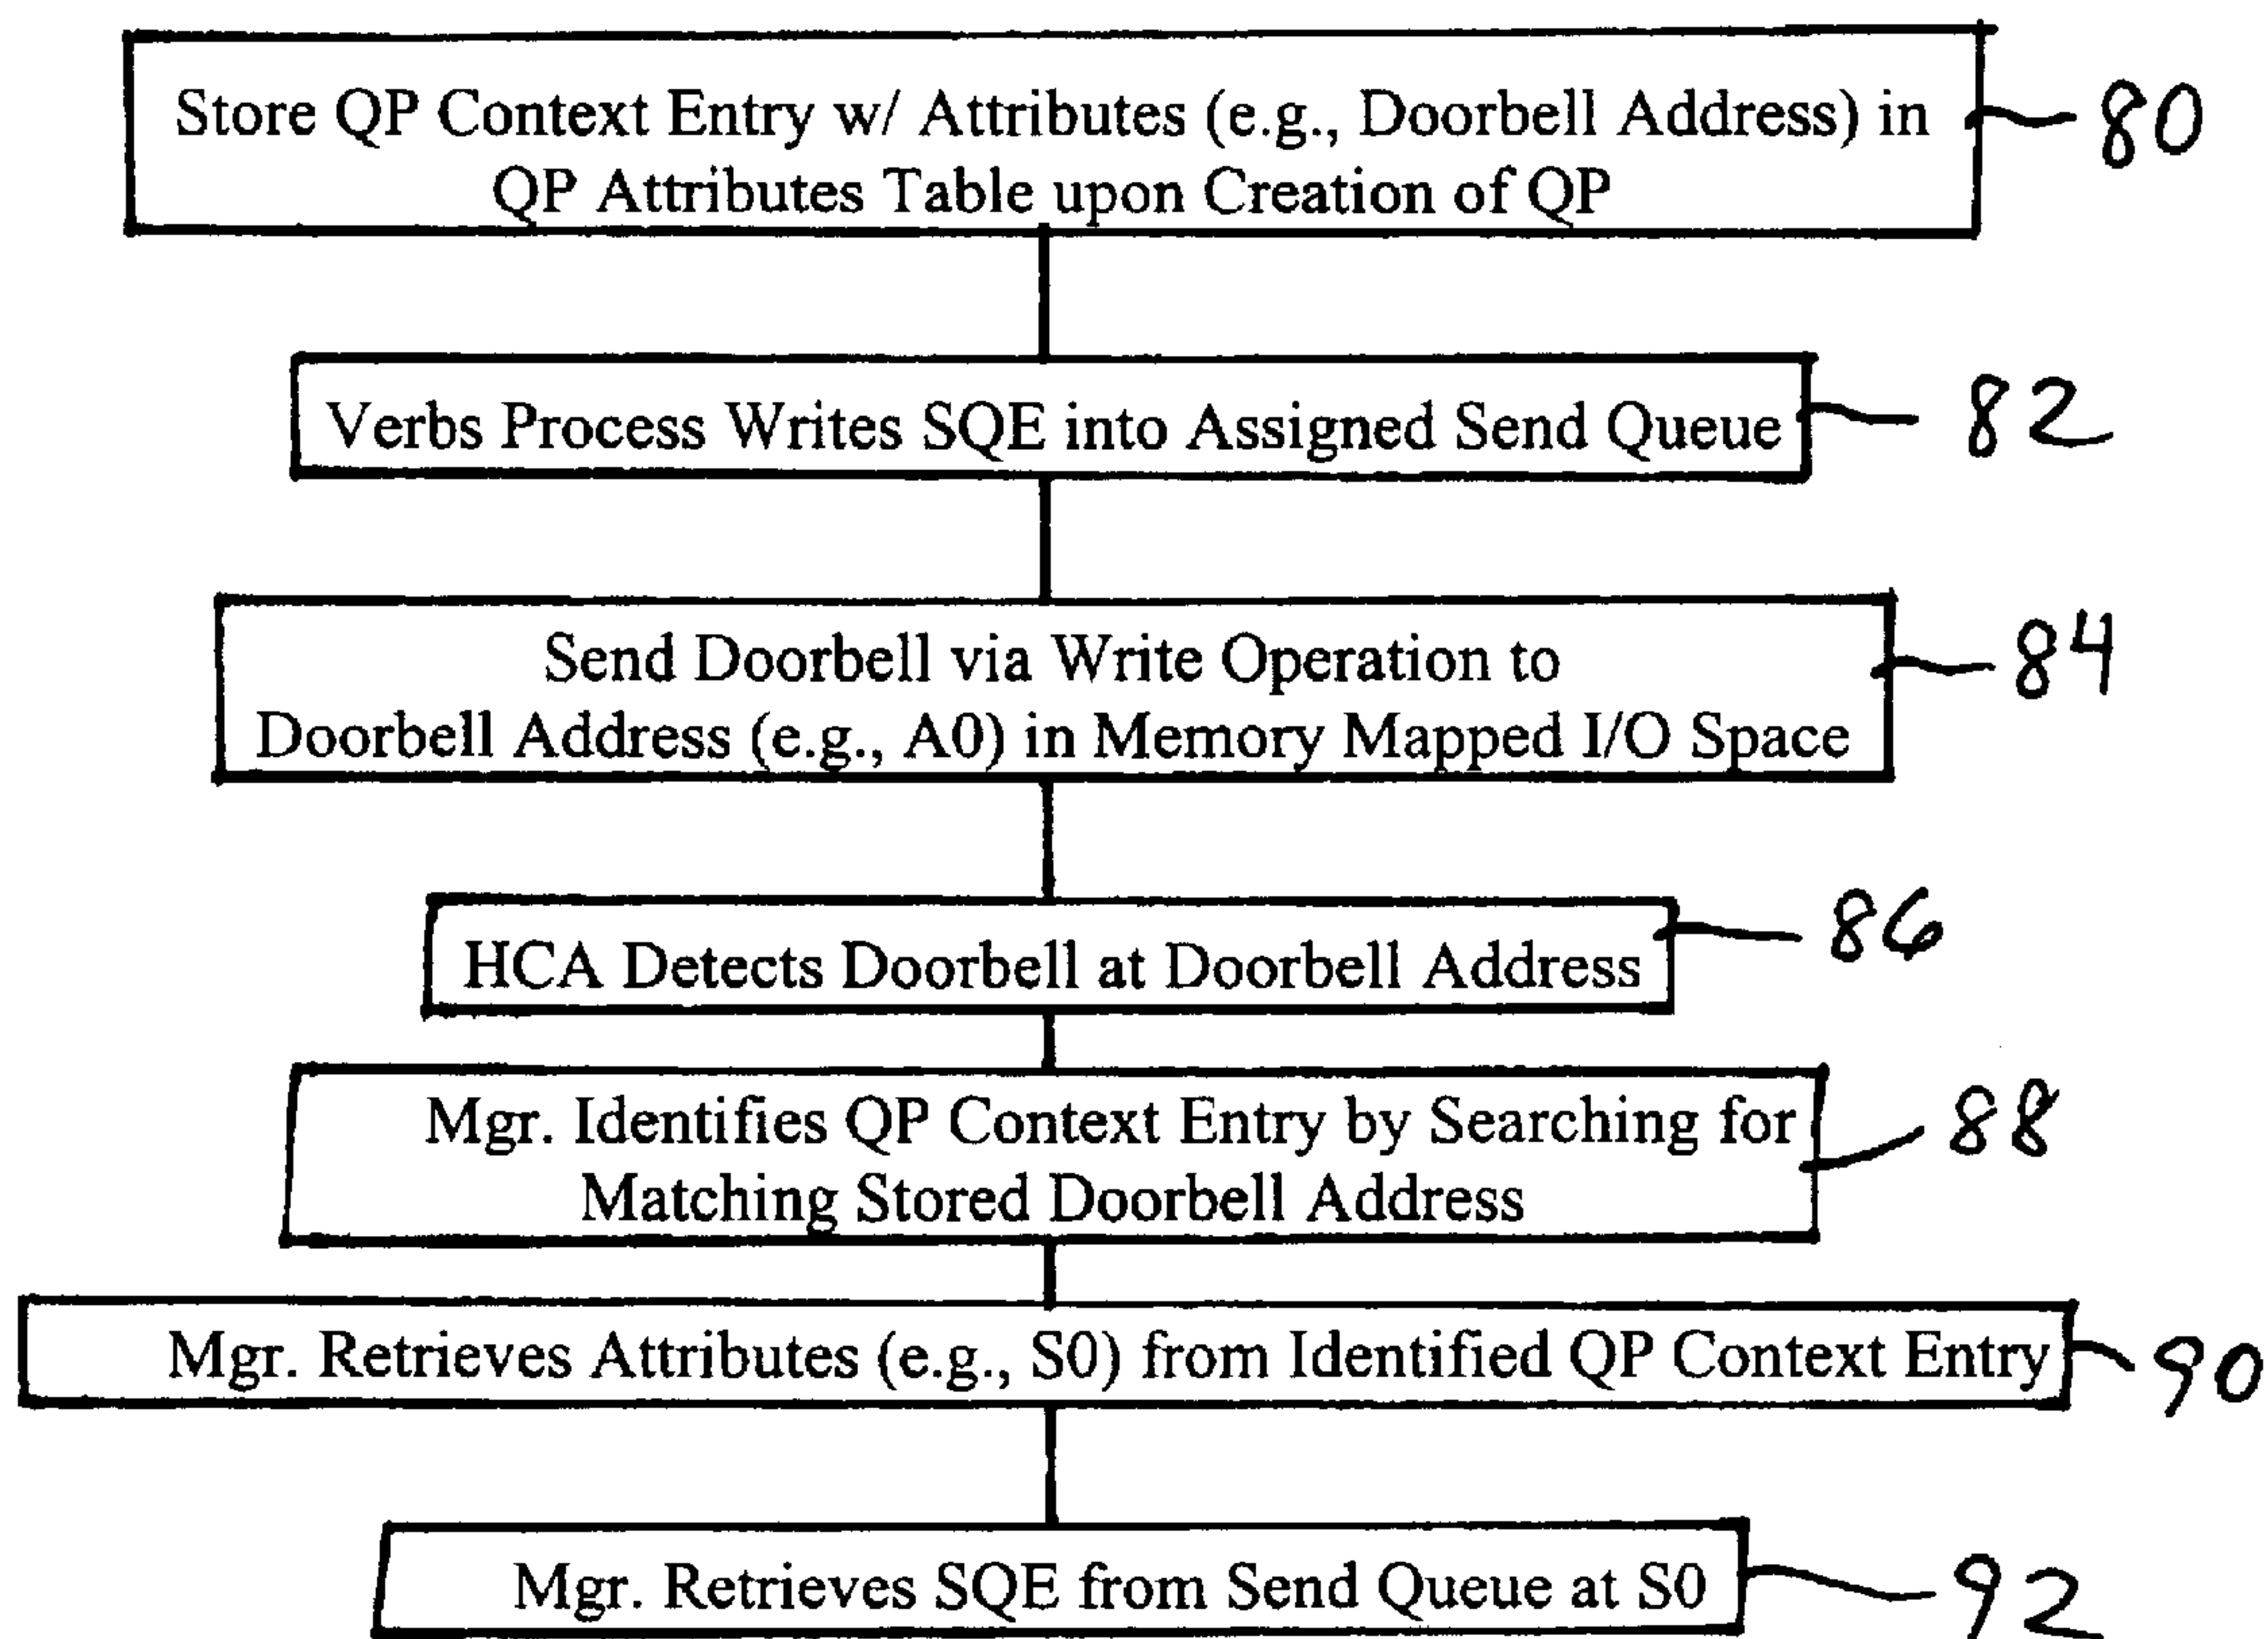 Store QP Context Entry w/ Attributes (e.g., Doorbell Address) in
QP Attributes Table upon Creation of QP
80
Verbs Process Writes SQE into Assigned Send Queue
82
Send Doorbell via Write Operation to
Doorbell Address (e.g., A0) in Memory Mapped I/O Space
84
HCA Detects Doorbell at Doorbell Address
86
Mgr. Identifies QP Context Entry by Searching for
Matching Stored Doorbell Address
88
Mgr. Retrieves Attributes (e.g., S0) from Identified QP Context Entry
90
Mgr. Retrieves SQE from Send Queue at S0
92